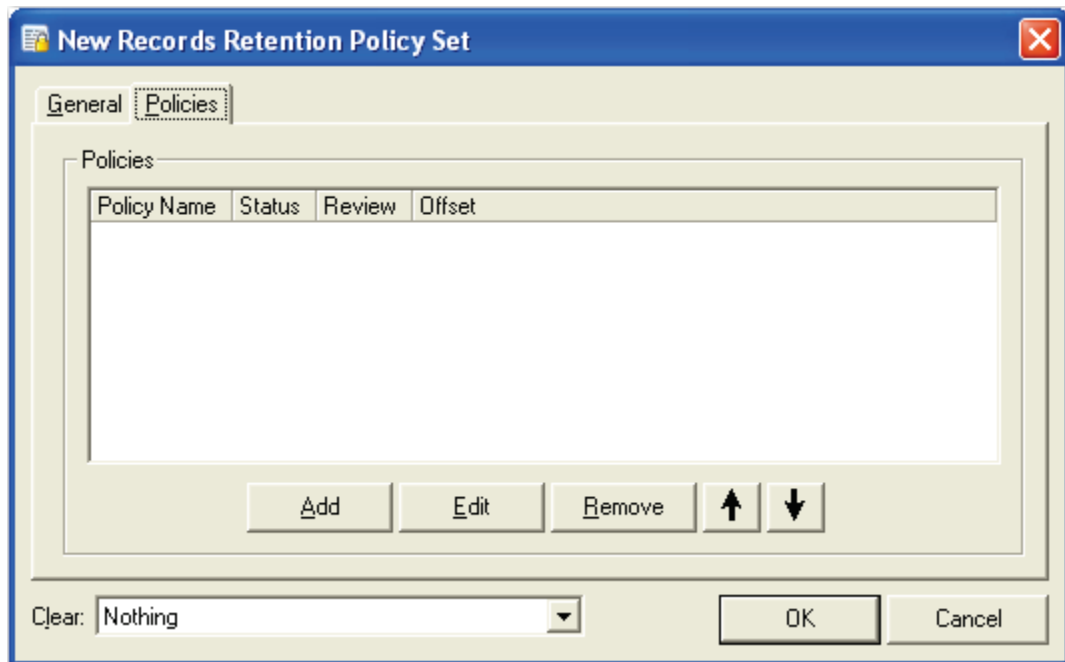 New Records Retention Policy Set
General Policies
Policies
Policy Name Status Review Offset
Add Edit Remove
Clear: Nothing OK Cancel